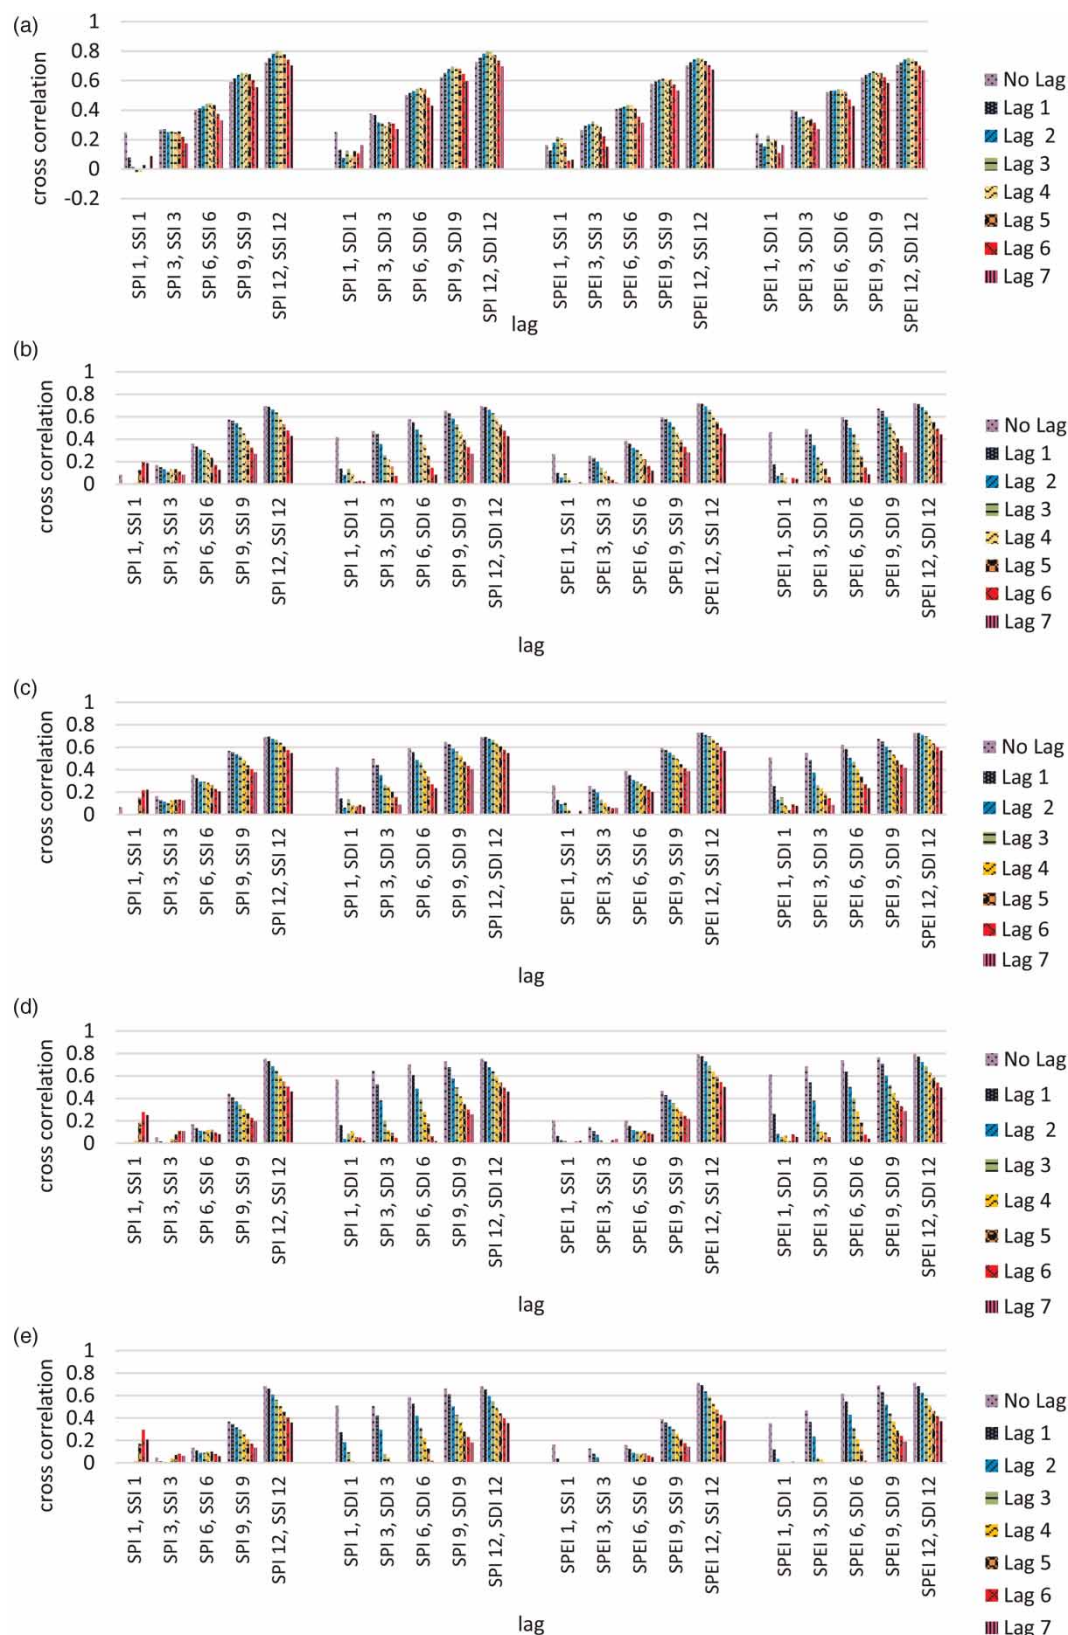 (a)
cross correlation
1
0.8
0.6
0.4
0.2
0
-0.2
SPI 1, SSI 1
SPI 3, SSI 3
SPI 6, SSI 6
SPI 9, SSI 9
SPI 12, SSI 12
SPI 1, SDI 1
SPI 3, SDI 3
SPI 6, SDI 6
SPI 9, SDI 9
SPI 12, SDI 12
SPEI 1, SSI 1
SPEI 3, SSI 3
SPEI 6, SSI 6
SPEI 9, SSI 9
SPEI 12, SSI 12
SPEI 1, SDI 1
SPEI 3, SDI 3
SPEI 6, SDI 6
SPEI 9, SDI 9
SPEI 12, SDI 12
lag
No Lag
Lag 1
Lag 2
Lag 3
Lag 4
Lag 5
Lag 6
Lag 7
(b)
cross correlation
1
0.8
0.6
0.4
0.2
0
SPI 1, SSI 1
SPI 3, SSI 3
SPI 6, SSI 6
SPI 9, SSI 9
SPI 12, SSI 12
SPI 1, SDI 1
SPI 3, SDI 3
SPI 6, SDI 6
SPI 9, SDI 9
SPI 12, SDI 12
SPEI 1, SSI 1
SPEI 3, SSI 3
SPEI 6, SSI 6
SPEI 9, SSI 9
SPEI 12, SSI 12
SPEI 1, SDI 1
SPEI 3, SDI 3
SPEI 6, SDI 6
SPEI 9, SDI 9
SPEI 12, SDI 12
lag
No Lag
Lag 1
Lag 2
Lag 3
Lag 4
Lag 5
Lag 6
Lag 7
(c)
cross correlation
1
0.8
0.6
0.4
0.2
0
SPI 1, SSI 1
SPI 3, SSI 3
SPI 6, SSI 6
SPI 9, SSI 9
SPI 12, SSI 12
SPI 1, SDI 1
SPI 3, SDI 3
SPI 6, SDI 6
SPI 9, SDI 9
SPI 12, SDI 12
SPEI 1, SSI 1
SPEI 3, SSI 3
SPEI 6, SSI 6
SPEI 9, SSI 9
SPEI 12, SSI 12
SPEI 1, SDI 1
SPEI 3, SDI 3
SPEI 6, SDI 6
SPEI 9, SDI 9
SPEI 12, SDI 12
lag
No Lag
Lag 1
Lag 2
Lag 3
Lag 4
Lag 5
Lag 6
Lag 7
(d)
cross correlation
1
0.8
0.6
0.4
0.2
0
SPI 1, SSI 1
SPI 3, SSI 3
SPI 6, SSI 6
SPI 9, SSI 9
SPI 12, SSI 12
SPI 1, SDI 1
SPI 3, SDI 3
SPI 6, SDI 6
SPI 9, SDI 9
SPI 12, SDI 12
SPEI 1, SSI 1
SPEI 3, SSI 3
SPEI 6, SSI 6
SPEI 9, SSI 9
SPEI 12, SSI 12
SPEI 1, SDI 1
SPEI 3, SDI 3
SPEI 6, SDI 6
SPEI 9, SDI 9
SPEI 12, SDI 12
lag
No Lag
Lag 1
Lag 2
Lag 3
Lag 4
Lag 5
Lag 6
Lag 7
(e)
cross correlation
1
0.8
0.6
0.4
0.2
0
SPI 1, SSI 1
SPI 3, SSI 3
SPI 6, SSI 6
SPI 9, SSI 9
SPI 12, SSI 12
SPI 1, SDI 1
SPI 3, SDI 3
SPI 6, SDI 6
SPI 9, SDI 9
SPI 12, SDI 12
SPEI 1, SSI 1
SPEI 3, SSI 3
SPEI 6, SSI 6
SPEI 9, SSI 9
SPEI 12, SSI 12
SPEI 1, SDI 1
SPEI 3, SDI 3
SPEI 6, SDI 6
SPEI 9, SDI 9
SPEI 12, SDI 12
lag
No Lag
Lag 1
Lag 2
Lag 3
Lag 4
Lag 5
Lag 6
Lag 7